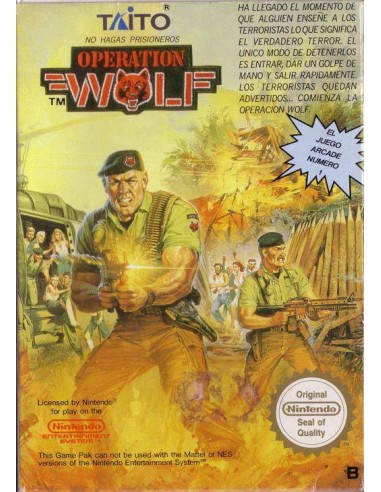 TAITO®
NO HAGAS PRISIONEROS
OPERATION
WOLF
TM
HA LLEGADO EL MOMENTO DE
QUE ALGUIEN ENSEÑE A LOS
TERRORISTAS LO QUE SIGNIFICA
EL VERDADERO TERROR. EL
UNICO MODO DE DETENERLOS
ES ENTRAR, DAR UN GOLPE DE
MANO Y SALIR RAPIDAMENTE.
LOS TERRORISTAS QUEDAN
ADVERTIDOS... COMIENZA LA
OPERACION WOLF.
EL
JUEGO
ARCADE
NUMERO
1
Licensed by Nintendo®
for play on the
Nintendo
ENTERTAINMENT
SYSTEM™
This Game Pak can not be used with the Mattel or NES
versions of the Nintendo Entertainment System™.
Original
Nintendo
Seal of
Quality
B